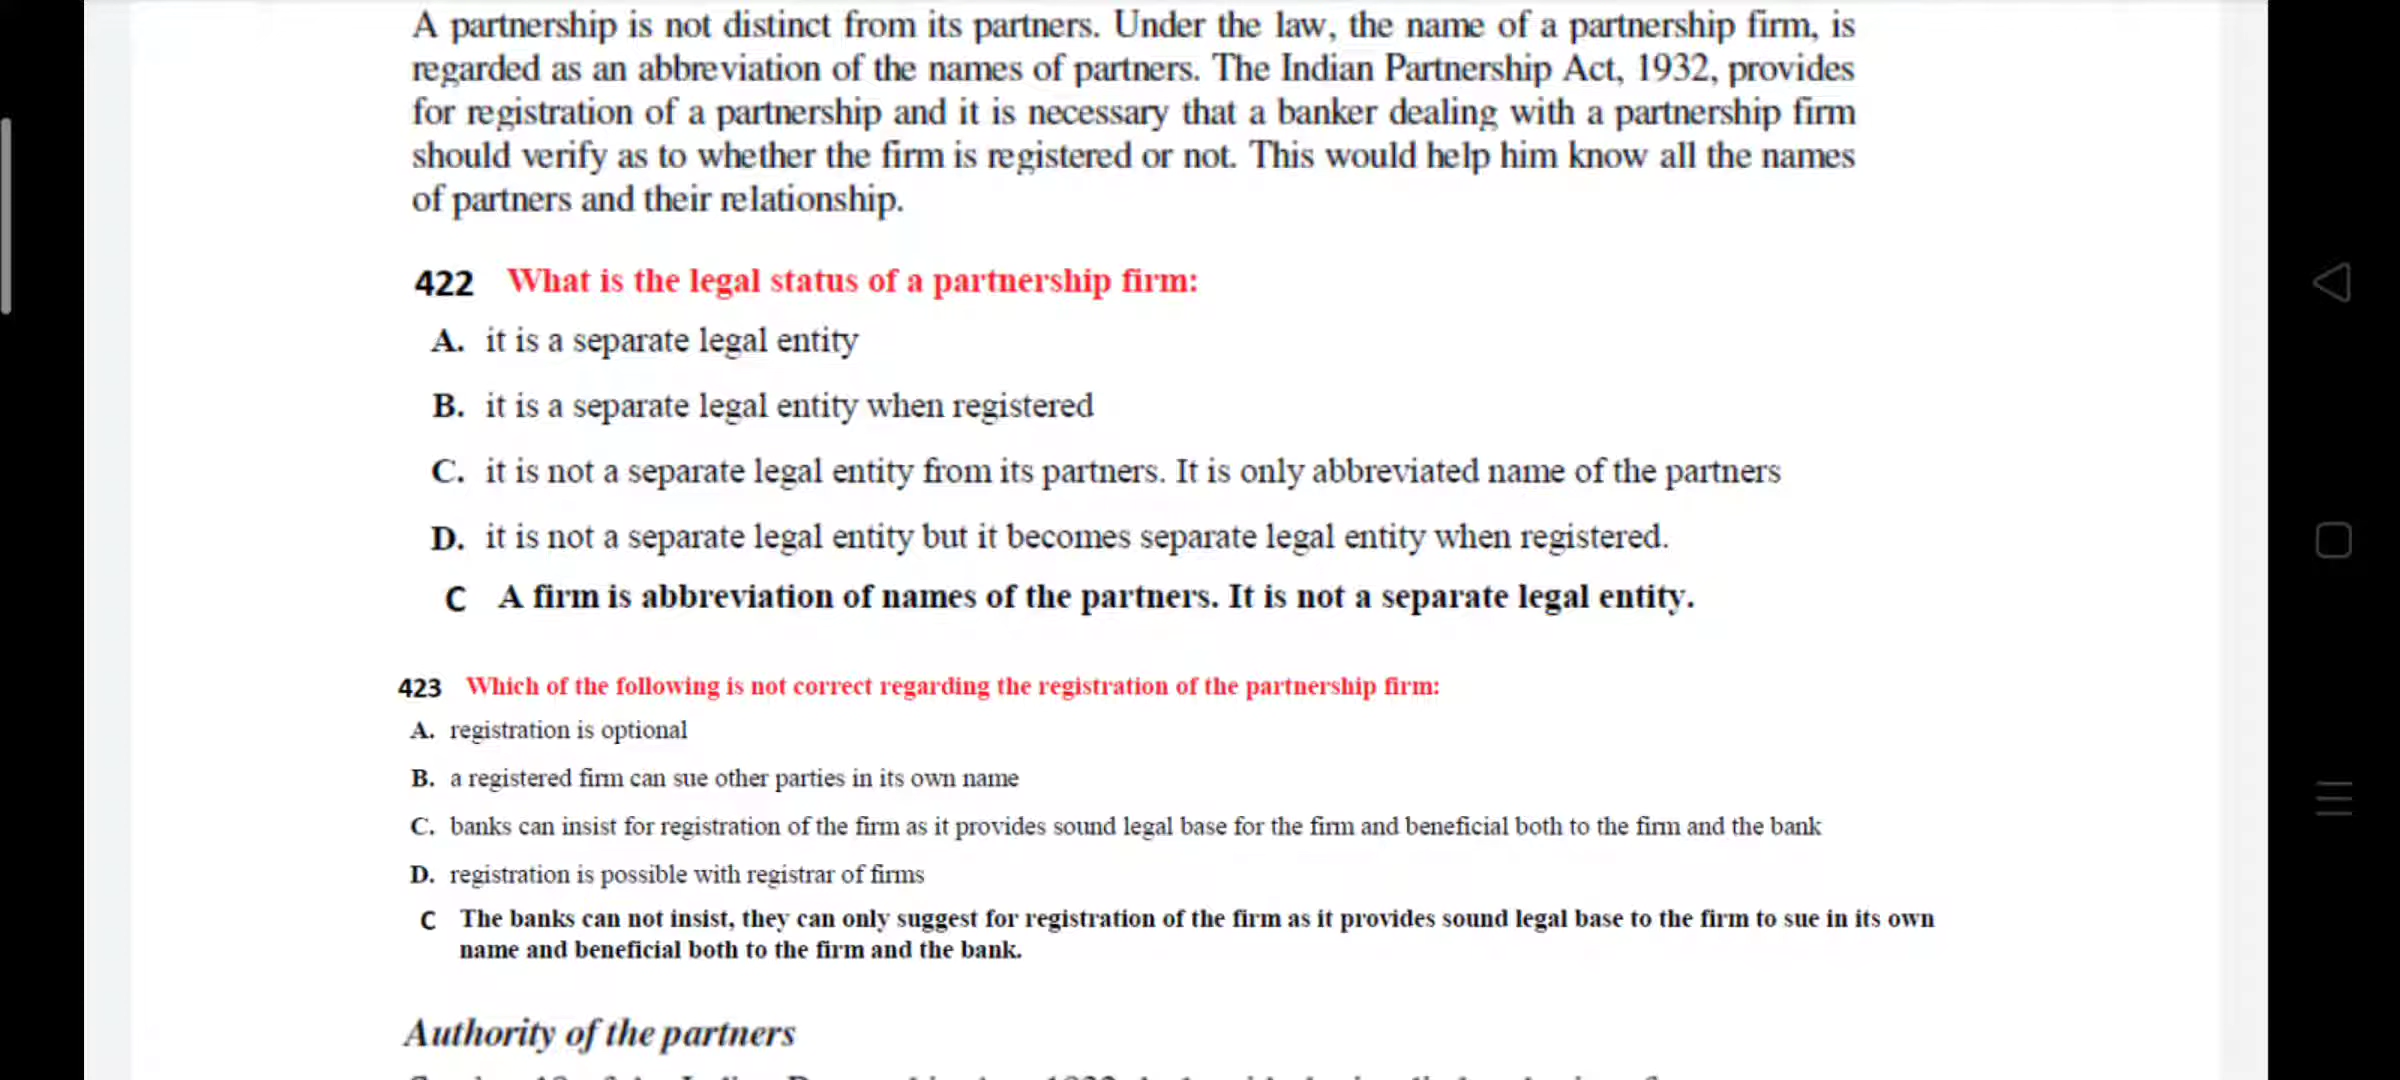 A partnership is not distinct from its partners. Under the law, the name of a partnership firm, is
regarded as an abbreviation of the names of partners. The Indian Partnership Act, 1932, provides
for registration of a partnership and it is necessary that a banker dealing with a partnership firm
should verify as to whether the firm is registered or not. This would help him know all the names
of partners and their relationship.
422 What is the legal status of a partnership firm:
A. it is a separate legal entity
B. it is a separate legal entity when registered
C. it is not a separate legal entity from its partners. It is only abbreviated name of the partners
D. it is not a separate legal entity but it becomes separate legal entity when registered.
C A firm is abbreviation of names of the partners. It is not a separate legal entity.
423 Which of the following is not correct regarding the registration of the partnership firm:
A. registration is optional
B. a registered firm can sue other parties in its own name
C. banks can insist for registration of the firm as it provides sound legal base for the firm and beneficial both to the firm and the bank
D. registration is possible with registrar of firms
C The banks can not insist, they can only suggest for registration of the firm as it provides sound legal base to the firm to sue in its own
name and beneficial both to the firm and the bank.
Authority of the partners